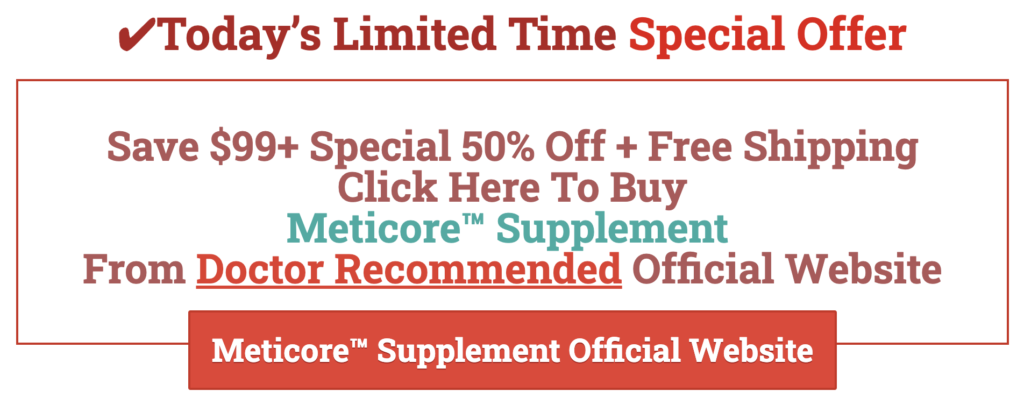 ✔Today’s Limited Time Special Offer
Save $99+ Special 50% Off + Free Shipping
Click Here To Buy
Meticore™ Supplement
From Doctor Recommended Official Website
Meticore™ Supplement Official Website